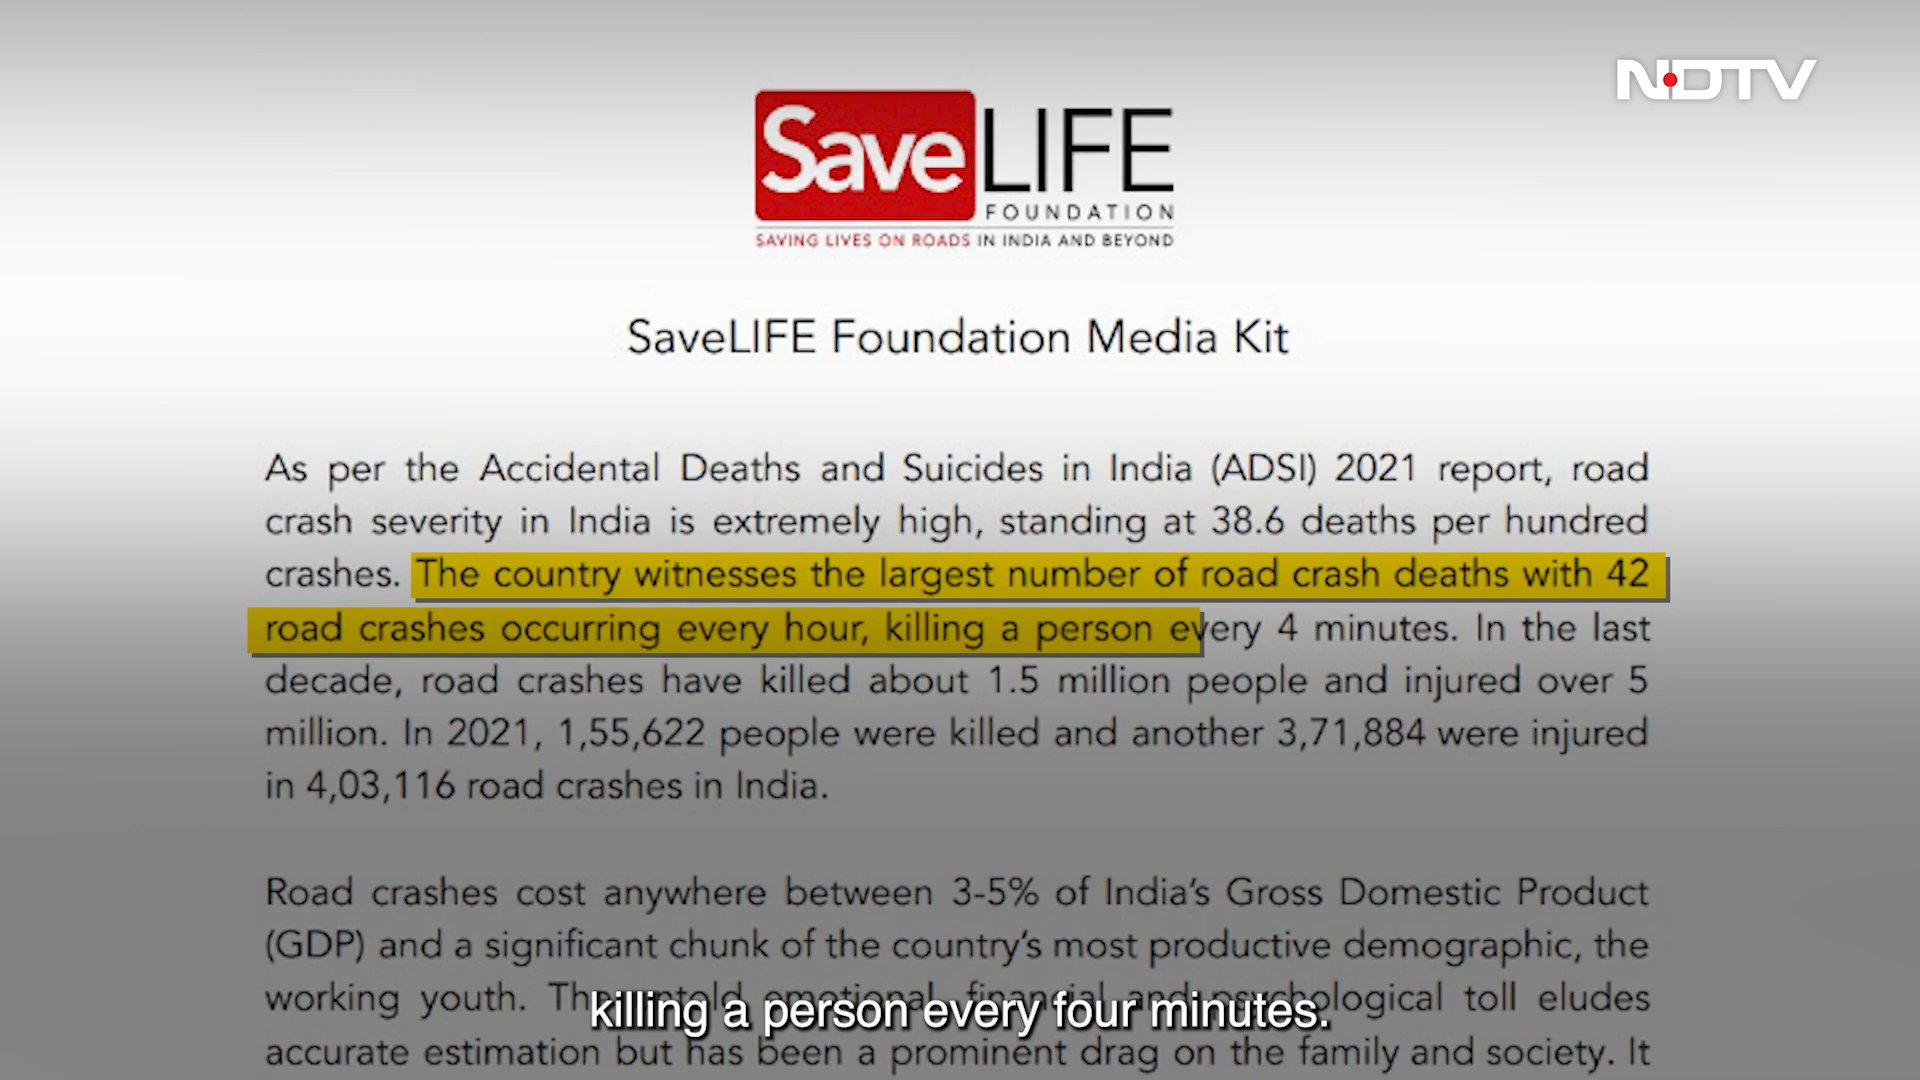 NDTV
Save LIFE
FOUNDATION
SAVING LIVES ON ROADS IN INDIA AND BEYOND
SaveLIFE Foundation Media Kit
As per the Accidental Deaths and Suicides in India (ADSI) 2021 report, road
crash severity in India is extremely high, standing at 38.6 deaths per hundred
crashes. The country witnesses the largest number of road crash deaths with 42
road crashes occurring every hour, killing a person every 4 minutes. In the last
decade, road crashes have killed about 1.5 million people and injured over 5
million. In 2021, 1,55,622 people were killed and another 3,71,884 were injured
in 4,03,116 road crashes in India.
Road crashes cost anywhere between 3-5% of India’s Gross Domestic Product
(GDP) and a significant chunk of the country’s most productive demographic, the
working youth. The untold emotional, financial and psychological toll eludes
killing a person every four minutes.
accurate estimation but has been a prominent drag on the family and society. It